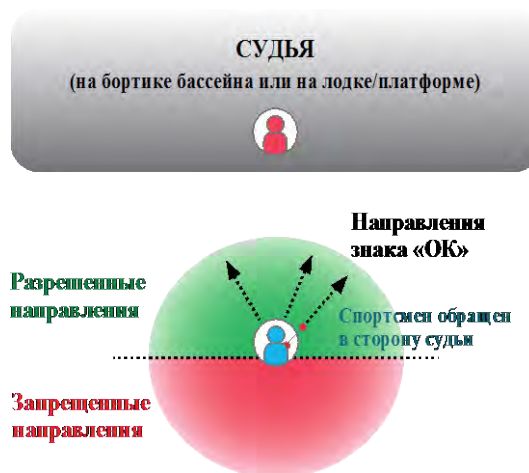 СУДЬЯ
(на бортике бассейна или на лодке/платформе)
Направления
знака «ОК»
Разрешенные
направления
Спортсмен обращен
в сторону судьи
Запрещенные
направления